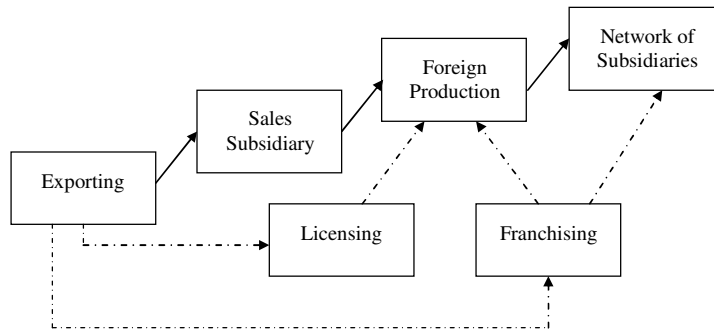 Network of
Subsidiaries
Foreign
Production
Sales
Subsidiary
Exporting
Licensing
Franchising